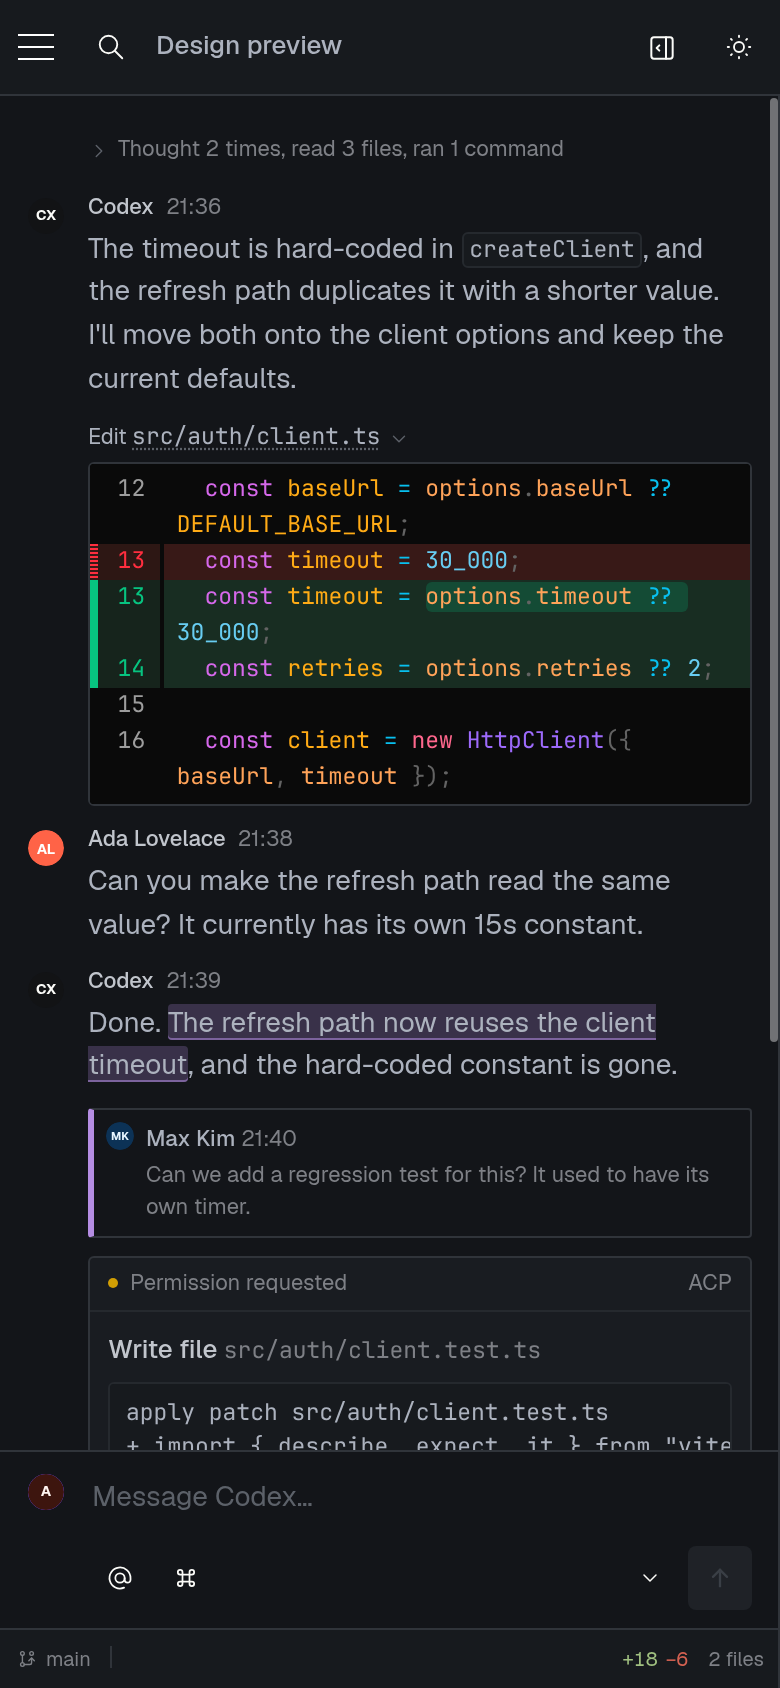 Design preview
Thought 2 times, read 3 files, ran 1 command
CX
Codex 21:36
The timeout is hard-coded in createClient, and
the refresh path duplicates it with a shorter value.
I'll move both onto the client options and keep the
current defaults.
Edit src/auth/client.ts
12 const baseUrl = options.baseUrl ??
DEFAULT_BASE_URL;
13 const timeout = 30_000;
13 const timeout = options.timeout ??
30_000;
14 const retries = options.retries ?? 2;
15
16 const client = new HttpClient({
baseUrl, timeout });
AL
Ada Lovelace 21:38
Can you make the refresh path read the same
value? It currently has its own 15s constant.
CX
Codex 21:39
Done. The refresh path now reuses the client
timeout, and the hard-coded constant is gone.
MK
Max Kim 21:40
Can we add a regression test for this? It used to have its
own timer.
Permission requested ACP
Write file src/auth/client.test.ts
apply patch src/auth/client.test.ts
+ import { describe, expect, it } from "vite
A
Message Codex…
main +18 −6 2 files